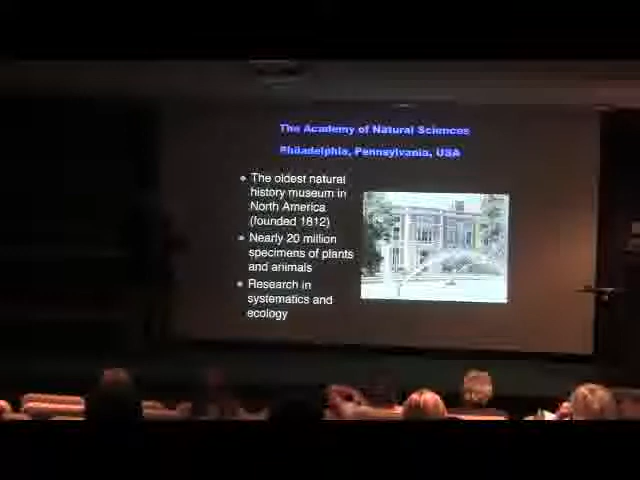 The Academy of Natural Sciences
Philadelphia, Pennsylvania, USA
The oldest natural
history museum in
North America
(founded 1812)
Nearly 20 million
specimens of plants
and animals
Research in
systematics and
ecology